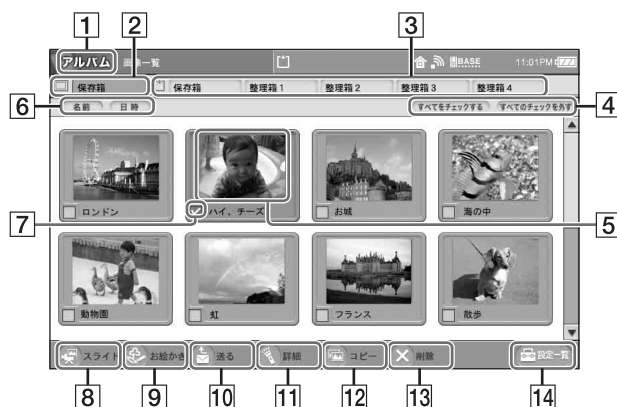 1 2 3
アルバム 画像一覧 BASE 11:01PM
保存箱 保存箱 整理箱1 整理箱2 整理箱3 整理箱4
6 名前 日時 すべてをチェックする すべてのチェックを外す 4
ロンドン ハイ、チーズ お城 海の中
7 5
動物園 虹 フランス 散歩
スライド お絵かき 送る 詳細 コピー 削除 設定一覧
8 9 10 11 12 13 14